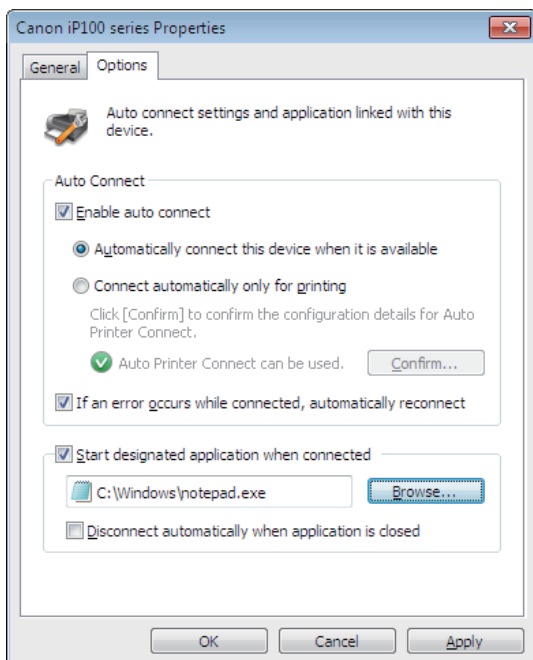 Canon iP100 series Properties
General
Options
Auto connect settings and application linked with this
device.
Auto Connect
Enable auto connect
Automatically connect this device when it is available
Connect automatically only for printing
Click [Confirm] to confirm the configuration details for Auto
Printer Connect.
Auto Printer Connect can be used.
Confirm...
If an error occurs while connected, automatically reconnect
Start designated application when connected
C:\Windows\notepad.exe
Browse...
Disconnect automatically when application is closed
OK
Cancel
Apply